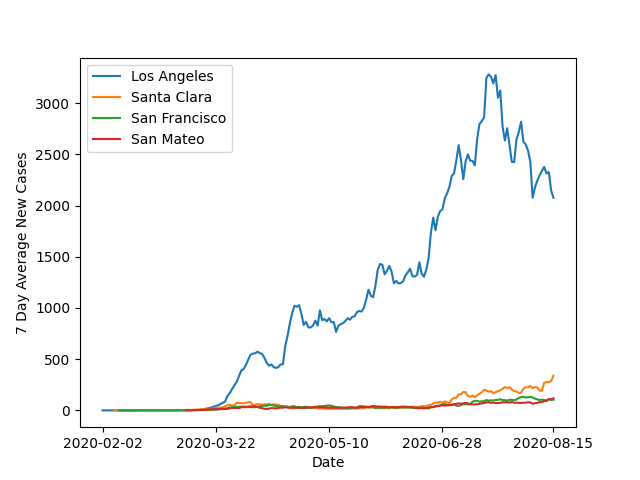 Los Angeles
Santa Clara
San Francisco
San Mateo
7 Day Average New Cases
3000
2500
2000
1500
1000
500
0
2020-02-02 2020-03-22 2020-05-10 2020-06-28 2020-08-15
Date